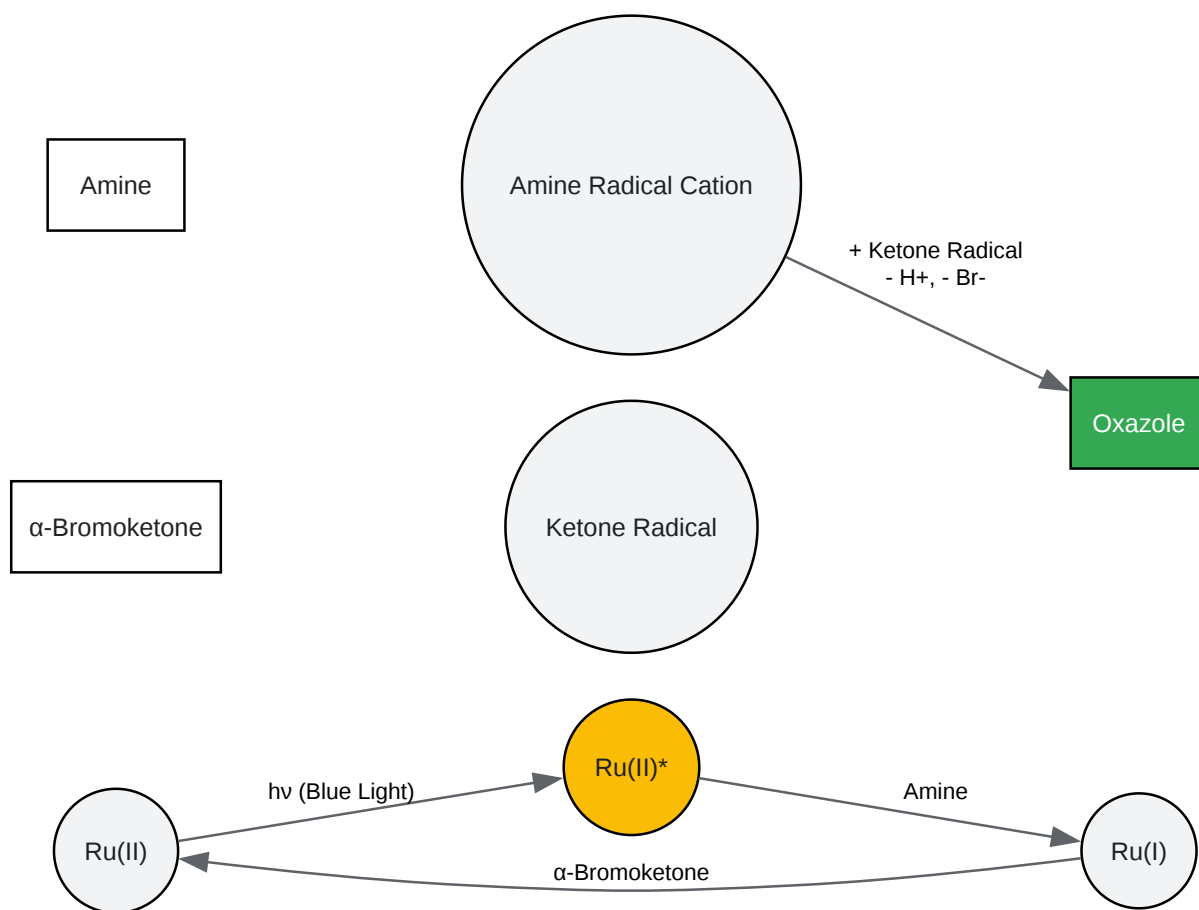 Amine
Amine Radical Cation
+ Ketone Radical
- H+, - Br-
Oxazole
α-Bromoketone
Ketone Radical
Ru(II)*
hν (Blue Light)
Amine
Ru(II)
α-Bromoketone
Ru(I)